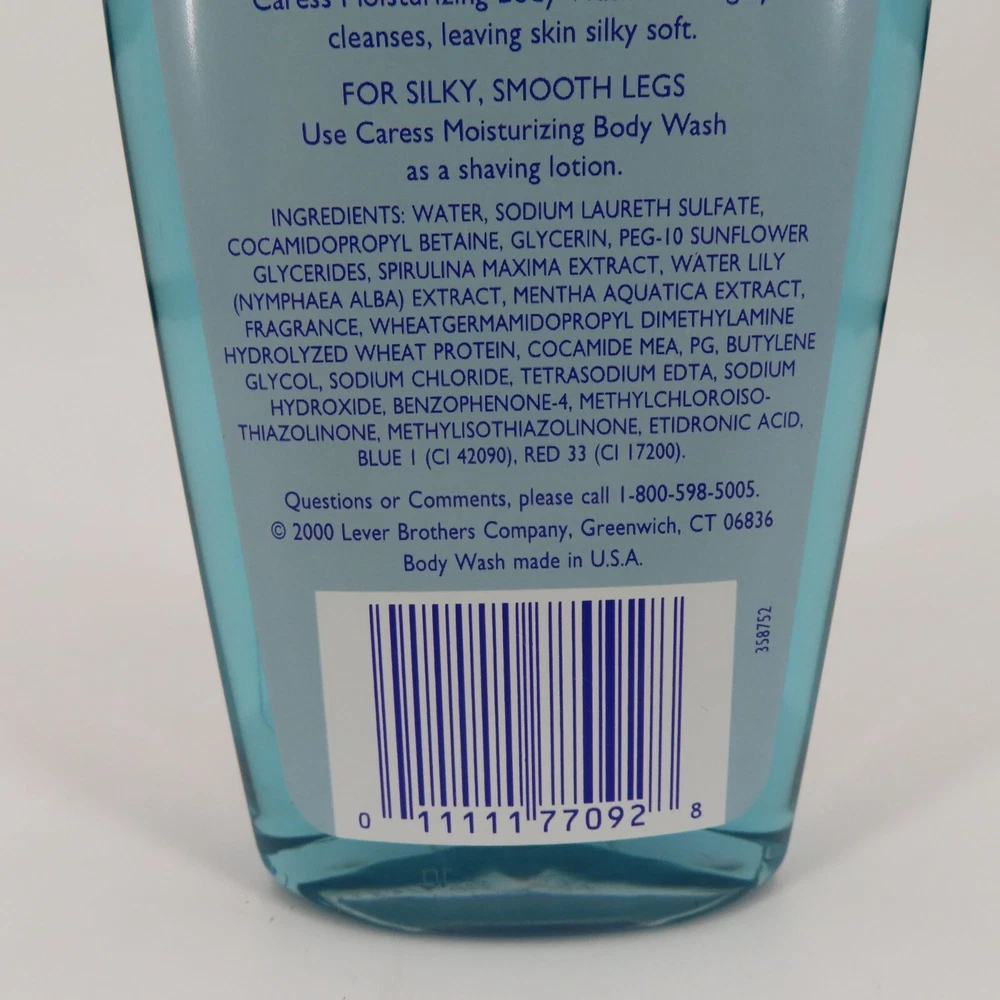 Caress Moisturizing Body
cleanses, leaving skin silky soft.
FOR SILKY, SMOOTH LEGS
Use Caress Moisturizing Body Wash
as a shaving lotion.
INGREDIENTS: WATER, SODIUM LAURETH SULFATE,
COCAMIDOPROPYL BETAINE, GLYCERIN, PEG-10 SUNFLOWER
GLYCERIDES, SPIRULINA MAXIMA EXTRACT, WATER LILY
(NYMPHAEA ALBA) EXTRACT, MENTHA AQUATICA EXTRACT,
FRAGRANCE, WHEATGERMAMIDOPROPYL DIMETHYLAMINE
HYDROLYZED WHEAT PROTEIN, COCAMIDE MEA, PG, BUTYLENE
GLYCOL, SODIUM CHLORIDE, TETRASODIUM EDTA, SODIUM
HYDROXIDE, BENZOPHENONE-4, METHYLCHLOROISO-
THIAZOLINONE, METHYLISOTHIAZOLINONE, ETIDRONIC ACID,
BLUE 1 (CI 42090), RED 33 (CI 17200).
Questions or Comments, please call 1-800-598-5005.
© 2000 Lever Brothers Company, Greenwich, CT 06836
Body Wash made in U.S.A.
358752
0 11111 77092 8